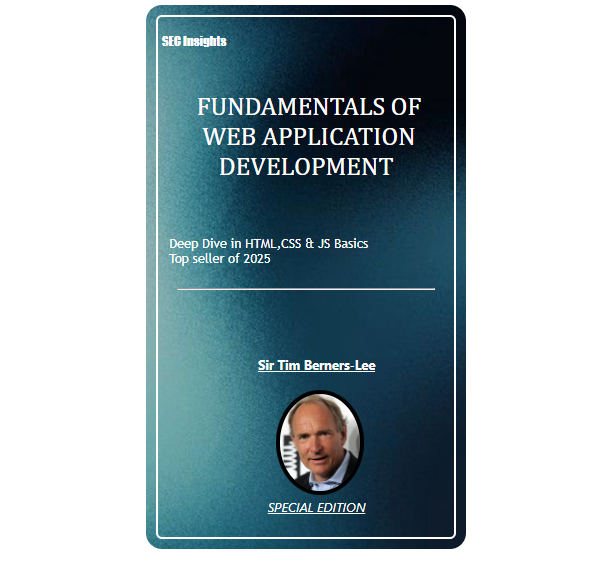 SEC Insights
FUNDAMENTALS OF
WEB APPLICATION
DEVELOPMENT
Deep Dive in HTML,CSS & JS Basics
Top seller of 2025
Sir Tim Berners-Lee
SPECIAL EDITION